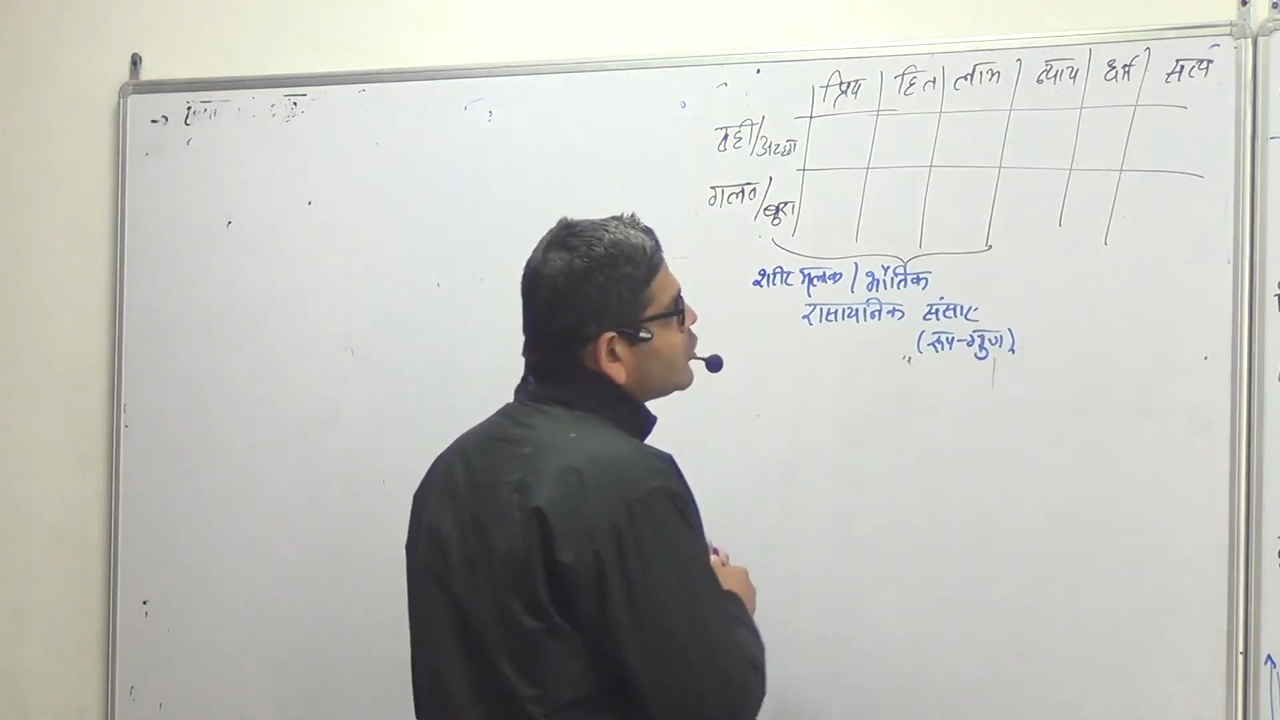 प्रिय हित लाभ न्याय धर्म सत्य
सही/अच्छा
गलत/बुरा
शरीर मूलक / भौतिक
रासायनिक संसार
(रूप-गुण)